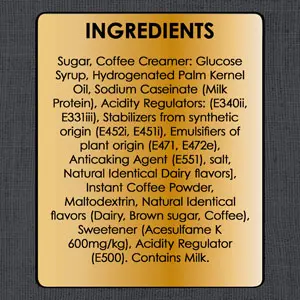 INGREDIENTS
Sugar, Coffee Creamer: Glucose
Syrup, Hydrogenated Palm Kernel
Oil, Sodium Caseinate (Milk
Protein), Acidity Regulators: (E340ii,
E331iii), Stabilizers from synthetic
origin (E452i, E451i), Emulsifiers of
plant origin (E471, E472e),
Anticaking Agent (E551), salt,
Natural Identical Dairy flavors],
Instant Coffee Powder,
Maltodextrin, Natural Identical
flavors (Dairy, Brown sugar, Coffee),
Sweetener (Acesulfame K
600mg/kg), Acidity Regulator
(E500). Contains Milk.